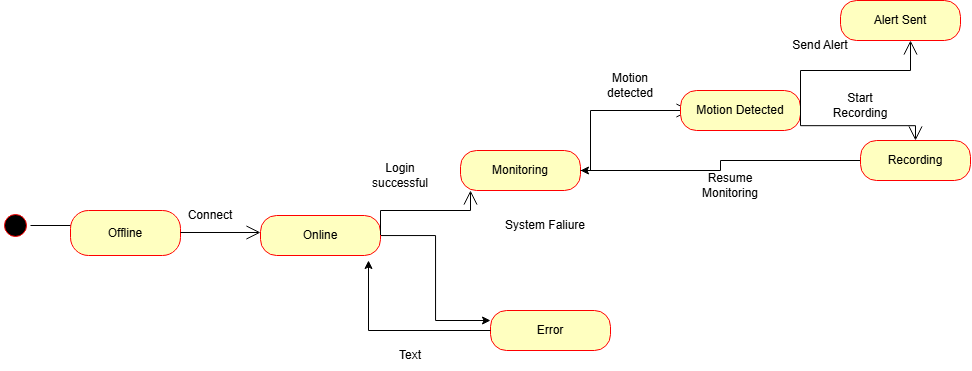 Alert Sent
Send Alert
Motion
detected
Motion Detected
Start
Recording
Recording
Resume
Monitoring
Login
successful
Monitoring
System Faliure
Connect
Offline
Online
Error
Text